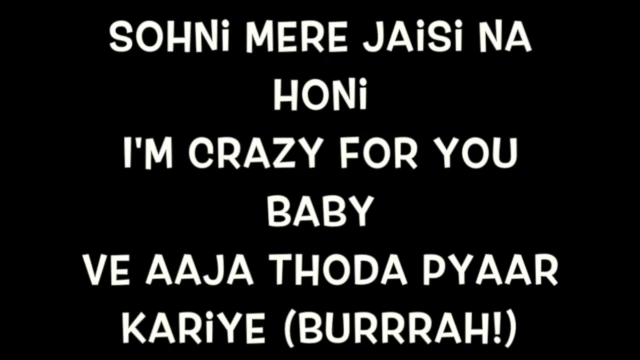 SOHNi MERE JAiSi NA
HONi
I'M CRAZY FOR YOU
BABY
VE AAJA THODA PYAAR
KARiYE (BURRRAH!)